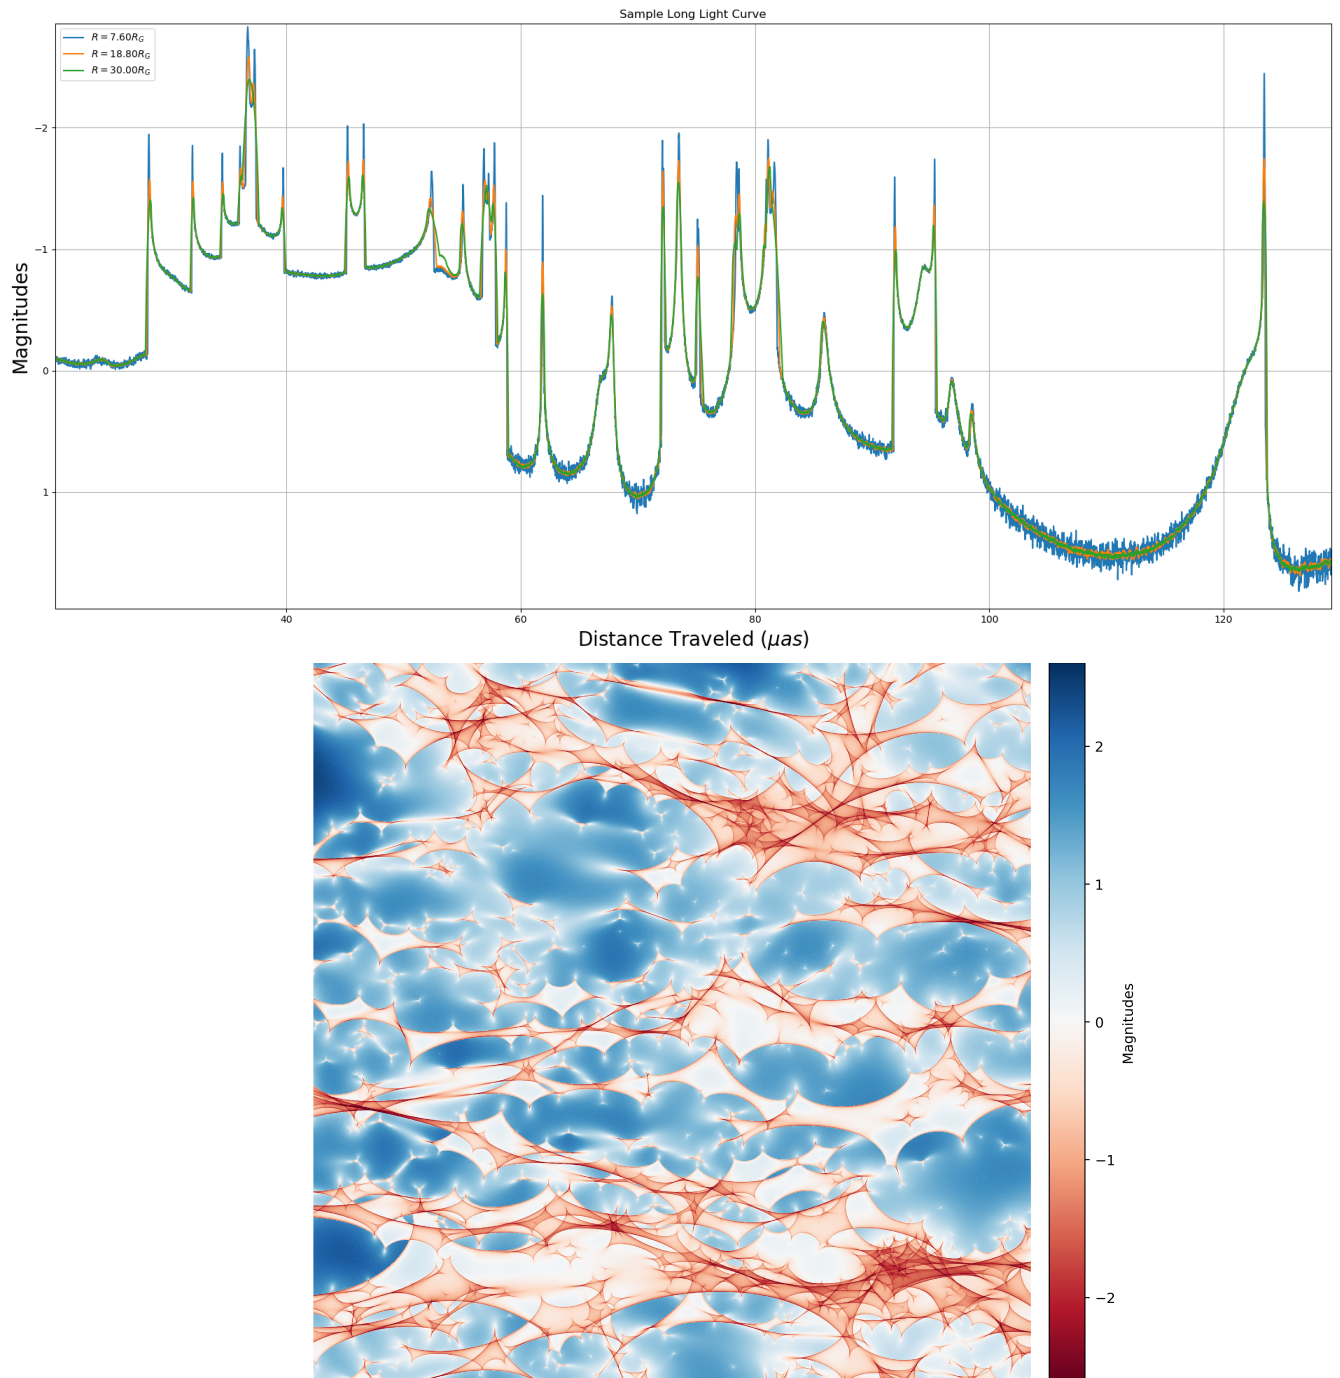 Sample Long Light Curve
R = 7.60R_G
R = 18.80R_G
R = 30.00R_G
Magnitudes
−2
−1
0
1
40 60 80 100 120
Distance Traveled (μas)
2
1
0
−1
−2
Magnitudes